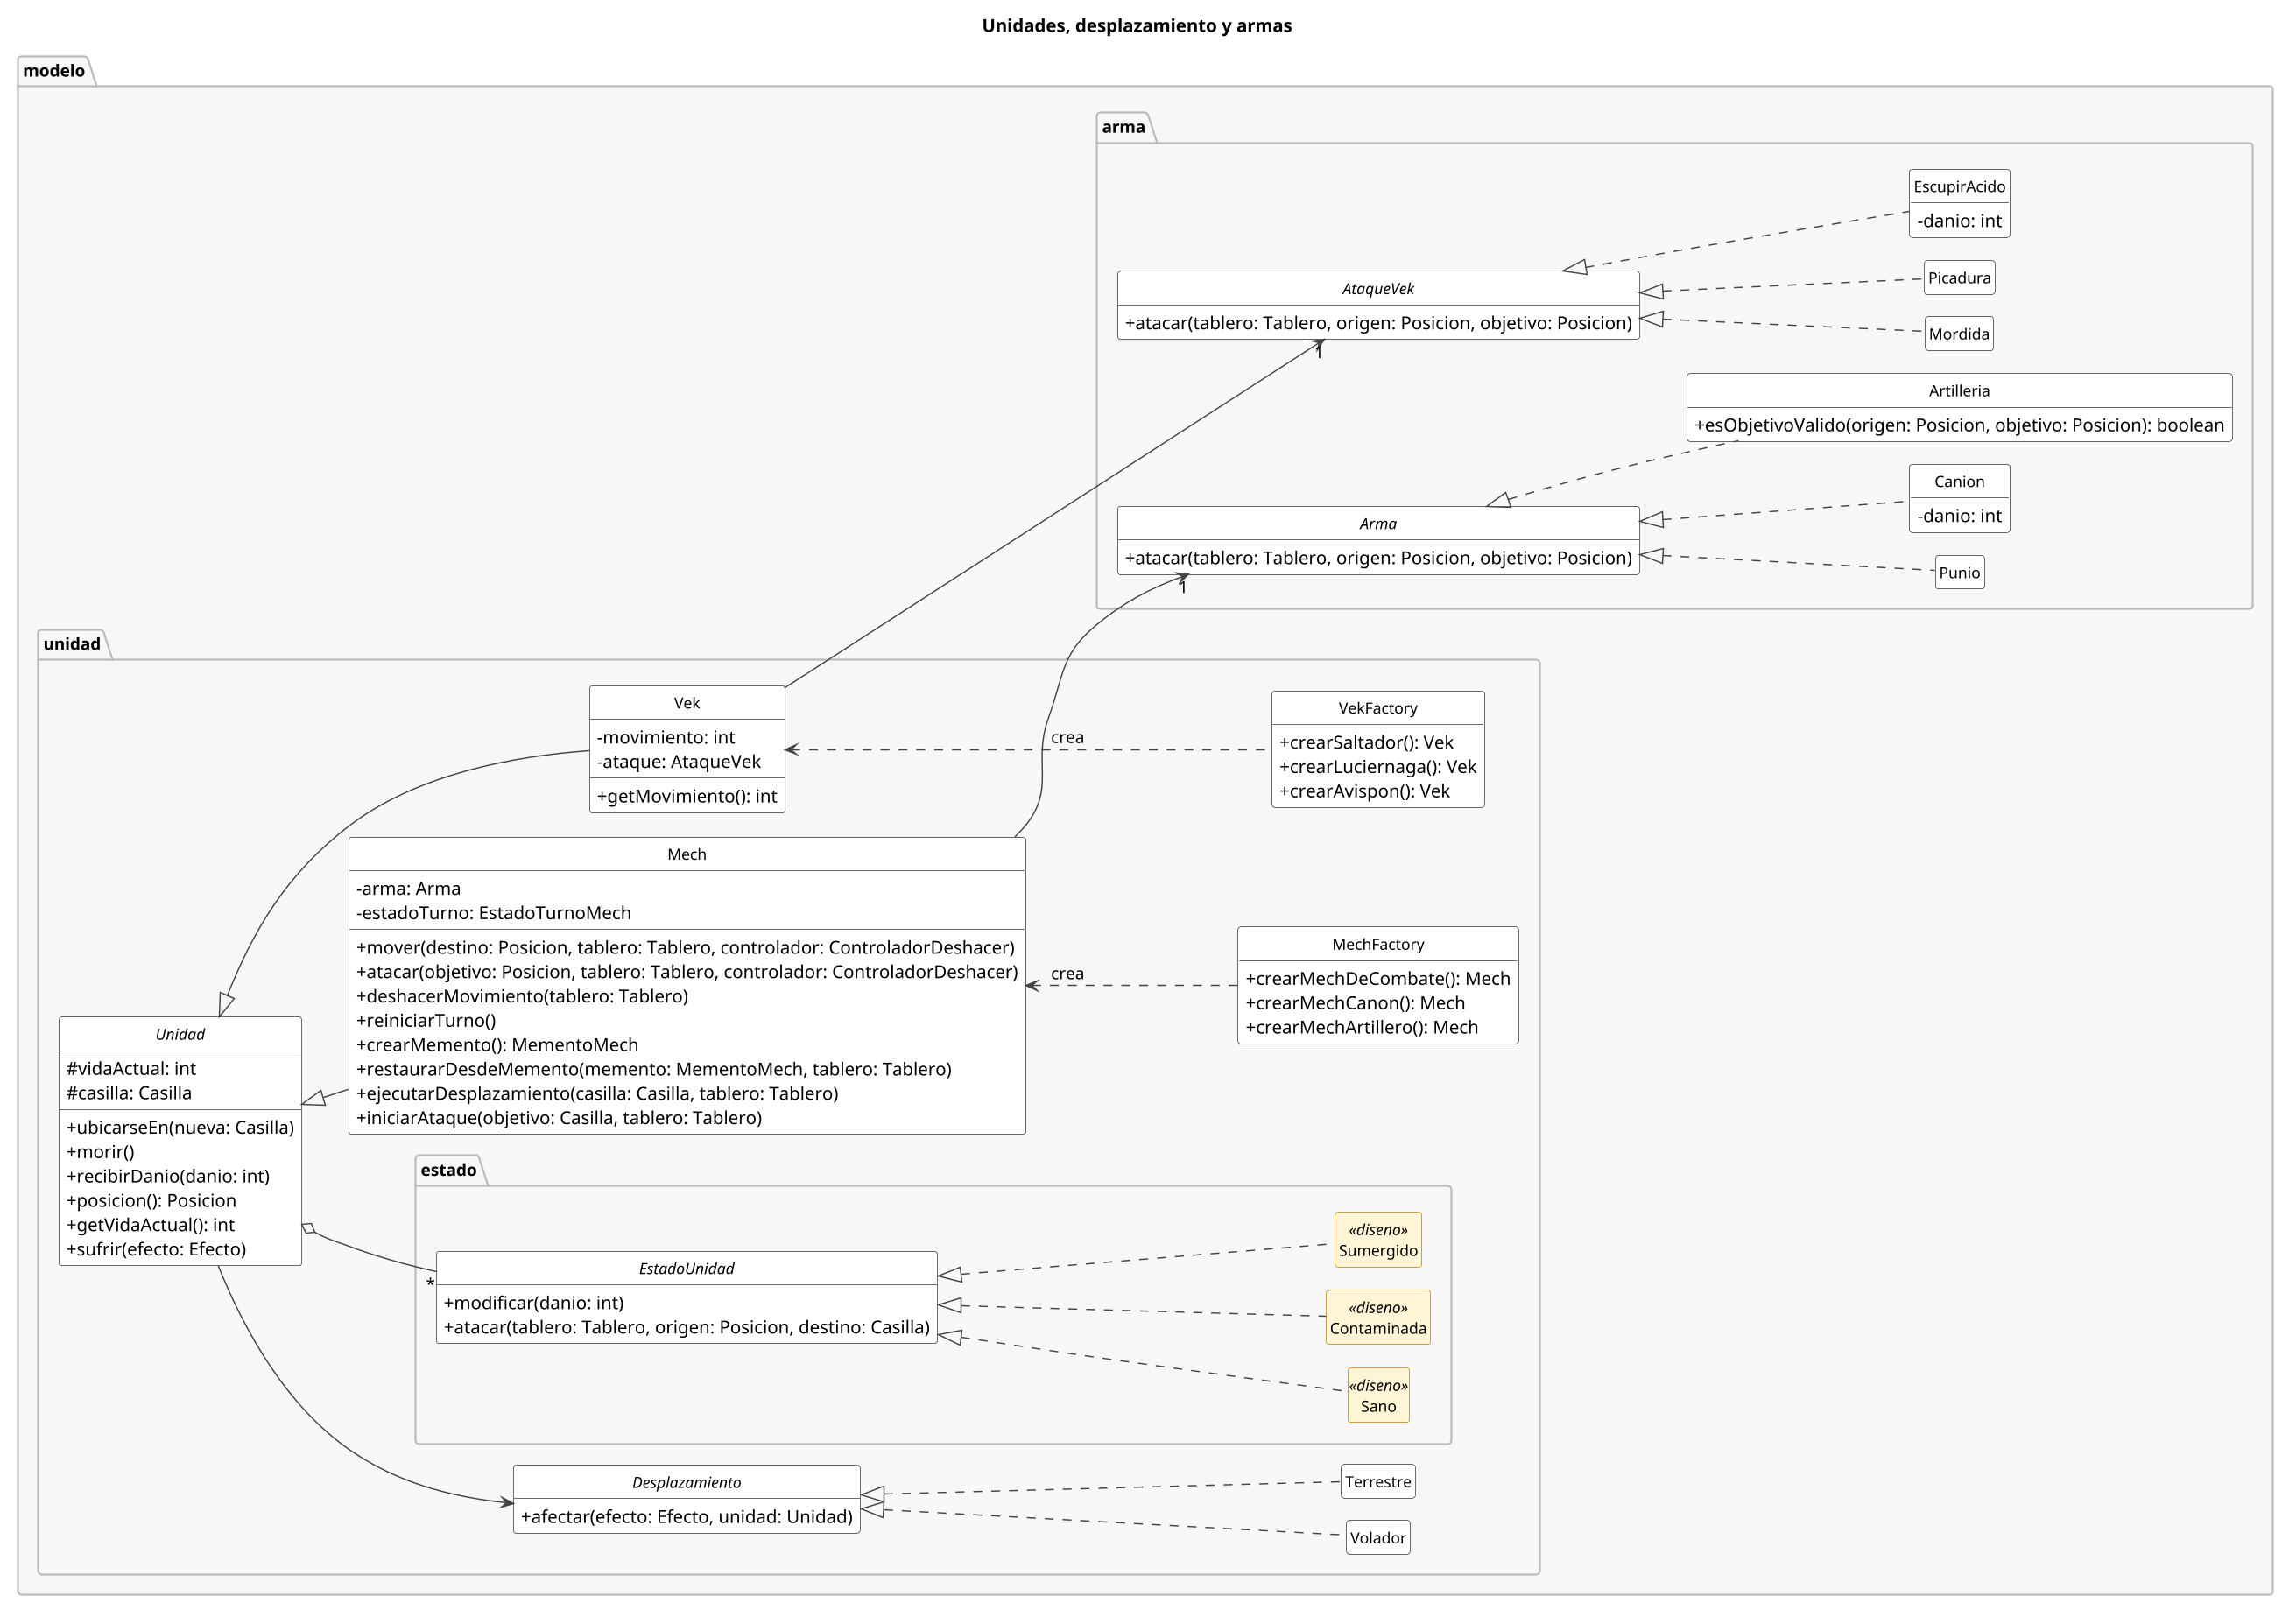 Unidades, desplazamiento y armas
modelo
arma
EscupirAcido
-danio: int
AtaqueVek
+atacar(tablero: Tablero, origen: Posicion, objetivo: Posicion)
1
Picadura
Mordida
Artilleria
+esObjetivoValido(origen: Posicion, objetivo: Posicion): boolean
Canion
-danio: int
Arma
+atacar(tablero: Tablero, origen: Posicion, objetivo: Posicion)
1
Punio
unidad
Vek
-movimiento: int
-ataque: AtaqueVek
+getMovimiento(): int
crea
VekFactory
+crearSaltador(): Vek
+crearLuciernaga(): Vek
+crearAvispon(): Vek
Mech
-arma: Arma
-estadoTurno: EstadoTurnoMech
+mover(destino: Posicion, tablero: Tablero, controlador: ControladorDeshacer)
+atacar(objetivo: Posicion, tablero: Tablero, controlador: ControladorDeshacer)
+deshacerMovimiento(tablero: Tablero)
+reiniciarTurno()
+crearMemento(): MementoMech
+restaurarDesdeMemento(memento: MementoMech, tablero: Tablero)
+ejecutarDesplazamiento(casilla: Casilla, tablero: Tablero)
+iniciarAtaque(objetivo: Casilla, tablero: Tablero)
crea
MechFactory
+crearMechDeCombate(): Mech
+crearMechCanon(): Mech
+crearMechArtillero(): Mech
Unidad
#vidaActual: int
#casilla: Casilla
+ubicarseEn(nueva: Casilla)
+morir()
+recibirDanio(danio: int)
+posicion(): Posicion
+getVidaActual(): int
+sufrir(efecto: Efecto)
estado
*
EstadoUnidad
+modificar(danio: int)
+atacar(tablero: Tablero, origen: Posicion, destino: Casilla)
«diseno»
Sumergido
«diseno»
Contaminada
«diseno»
Sano
Desplazamiento
+afectar(efecto: Efecto, unidad: Unidad)
Terrestre
Volador